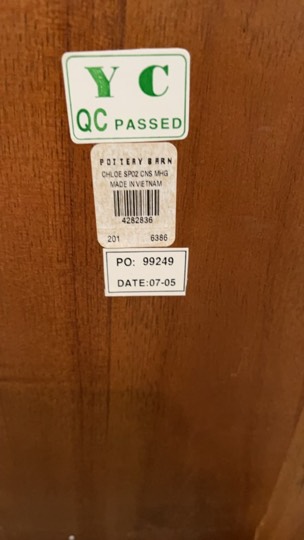 Y C
QC PASSED
POTTERY BARN
CHLOE SP02 CNS MHG
MADE IN VIETNAM
4282836
201 6386
PO: 99249
DATE:07-05